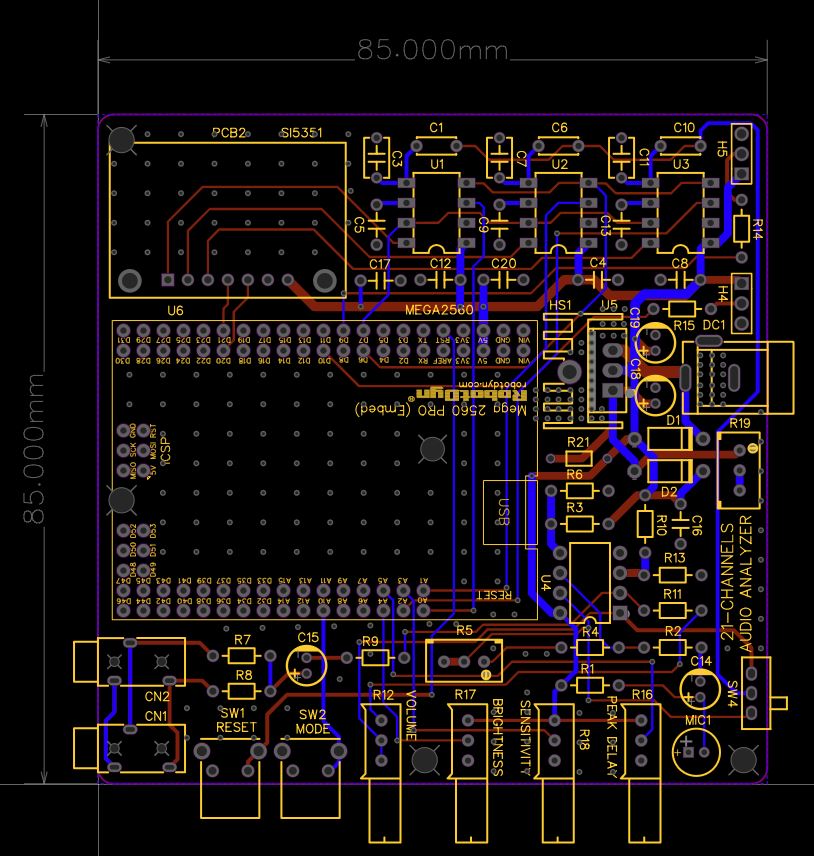 85.000mm
85.000mm
PCB2 SI5351
C1
C6
C10
H5
C3
U1
C7
U2
C11
U3
C5
C9
C13
R14
C17
C12
C20
C4
C8
H4
U6
MEGA2560
HS1
U5
C19
R15
DC1
D31 D29 D27 D25 D23 D21 D19 D17 D15 D13 D11 D9 D7 D5 D3 RST 3V3 5V GND VIN
D30 D28 D26 D24 D22 D20 D18 D16 D14 D12 D10 D8 D6 D4 D2 TX RX AREF 3V3 5V GND VIN
C18
RobotDyn®
robotdyn.com
Mega 2560 PRO (Embed)
ICSP
GND RST
SCK MOSI
MISO 5V
D1
R19
R21
R6
D2
USB
R3
R10
C16
D52 D53
D50 D51
D48 D49
21-CHANNELS
AUDIO ANALYZER
U4
R13
D47 D45 D43 D41 D39 D37 D35 D33 A15 A13 A11 A9 A7 A5 A3 A1
D46 D44 D42 D40 D38 D36 D34 D32 A14 A12 A10 A8 A6 A4 A2 A0
RESET
R11
R7
C15
R9
R5
R4
R2
R8
R1
C14
SW4
CN2
CN1
SW1
RESET
SW2
MODE
R12
VOLUME
R17
BRIGHTNESS
SENSITIVITY
R18
PEAK DELAY
R16
MIC1